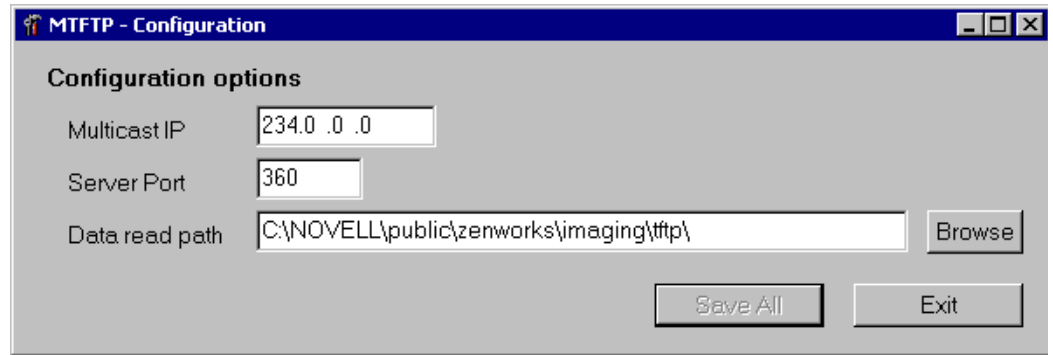 MTFTP - Configuration
Configuration options
Multicast IP 234.0 .0 .0
Server Port 360
Data read path C:\NOVELL\public\zenworks\imaging\tftp\ Browse
Save All Exit